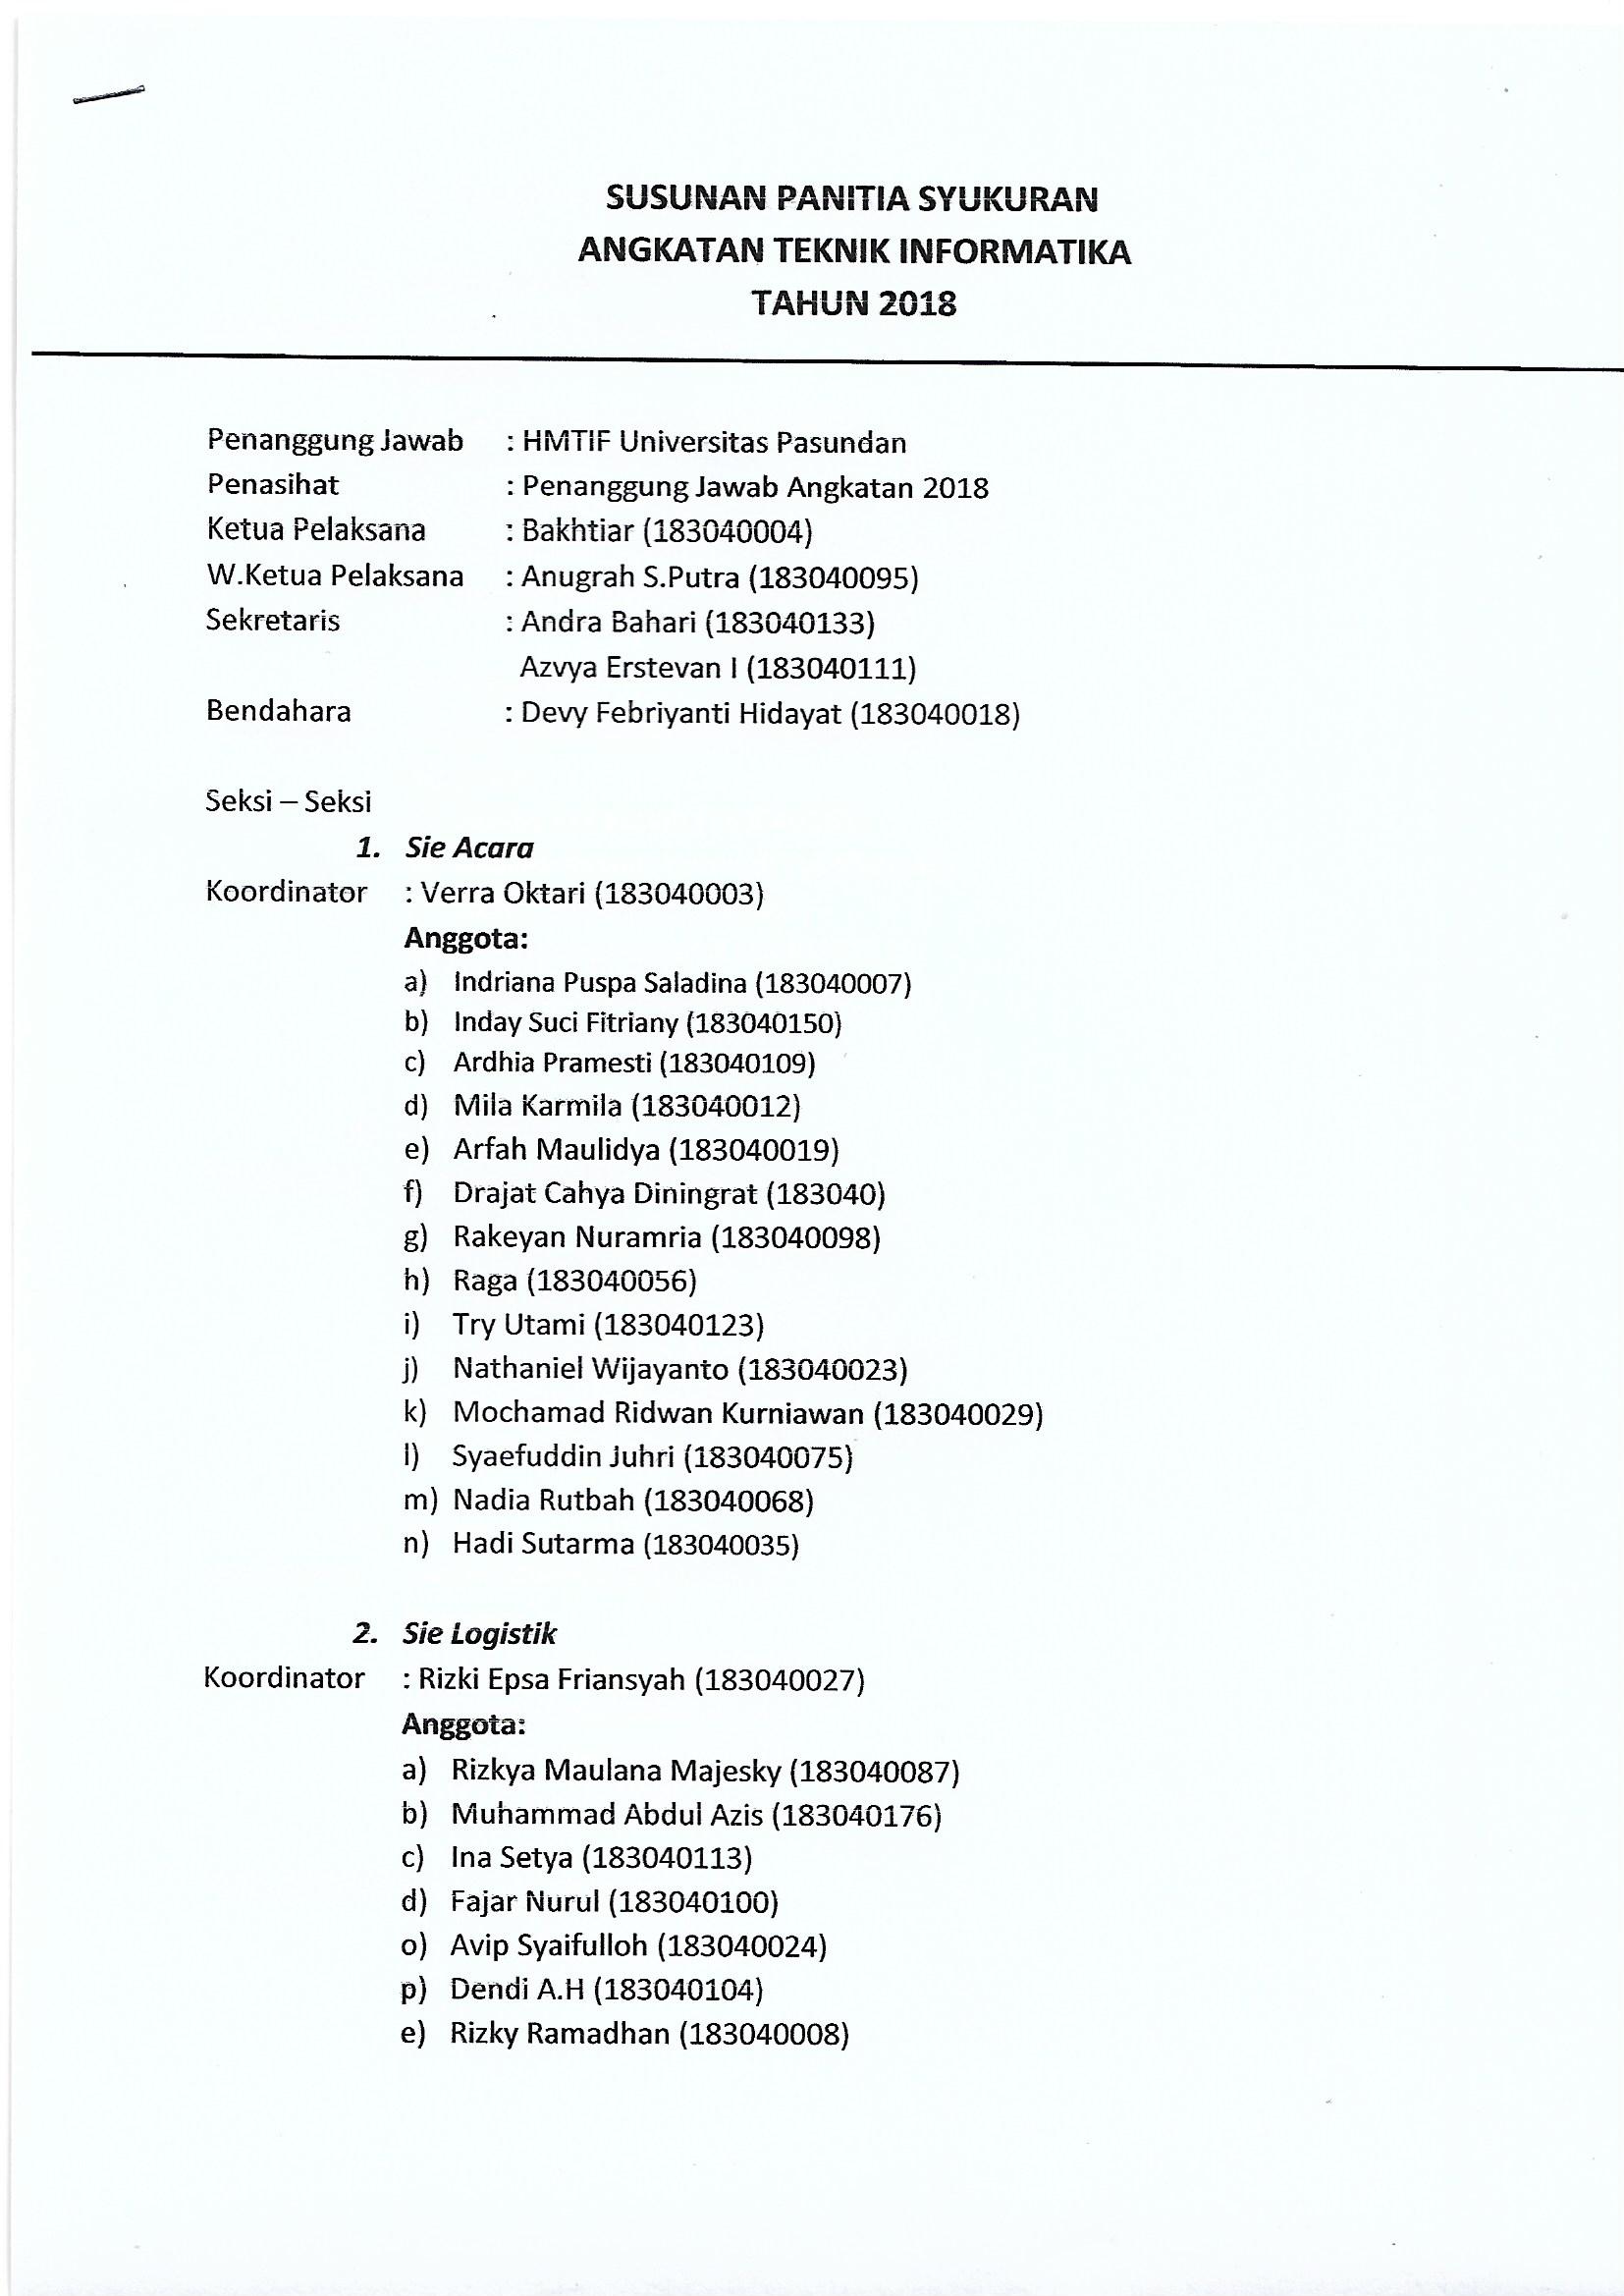 SUSUNAN PANITIA SYUKURAN
ANGKATAN TEKNIK INFORMATIKA
TAHUN 2018
Penanggung Jawab : HMTIF Universitas Pasundan
Penasihat : Penanggung Jawab Angkatan 2018
Ketua Pelaksana : Bakhtiar (183040004)
W.Ketua Pelaksana : Anugrah S.Putra (183040095)
Sekretaris : Andra Bahari (183040133)
Azvya Erstevan I (183040111)
Bendahara : Devy Febriyanti Hidayat (183040018)
Seksi – Seksi
1. Sie Acara
Koordinator : Verra Oktari (183040003)
Anggota:
a) Indriana Puspa Saladina (183040007)
b) Inday Suci Fitriany (183040150)
c) Ardhia Pramesti (183040109)
d) Mila Karmila (183040012)
e) Arfah Maulidya (183040019)
f) Drajat Cahya Diningrat (183040)
g) Rakeyan Nuramria (183040098)
h) Raga (183040056)
i) Try Utami (183040123)
j) Nathaniel Wijayanto (183040023)
k) Mochamad Ridwan Kurniawan (183040029)
l) Syaefuddin Juhri (183040075)
m) Nadia Rutbah (183040068)
n) Hadi Sutarma (183040035)
2. Sie Logistik
Koordinator : Rizki Epsa Friansyah (183040027)
Anggota:
a) Rizkya Maulana Majesky (183040087)
b) Muhammad Abdul Azis (183040176)
c) Ina Setya (183040113)
d) Fajar Nurul (183040100)
o) Avip Syaifulloh (183040024)
p) Dendi A.H (183040104)
e) Rizky Ramadhan (183040008)